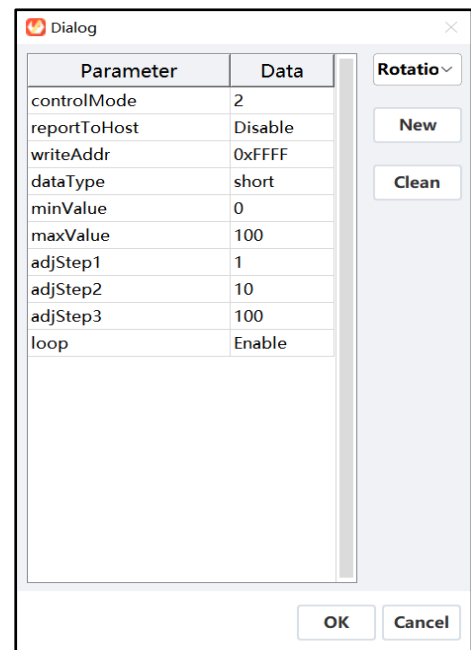 Dialog
Parameter Data
controlMode 2
reportToHost Disable
writeAddr 0xFFFF
dataType short
minValue 0
maxValue 100
adjStep1 1
adjStep2 10
adjStep3 100
loop Enable
Rotatio
New
Clean
OK Cancel